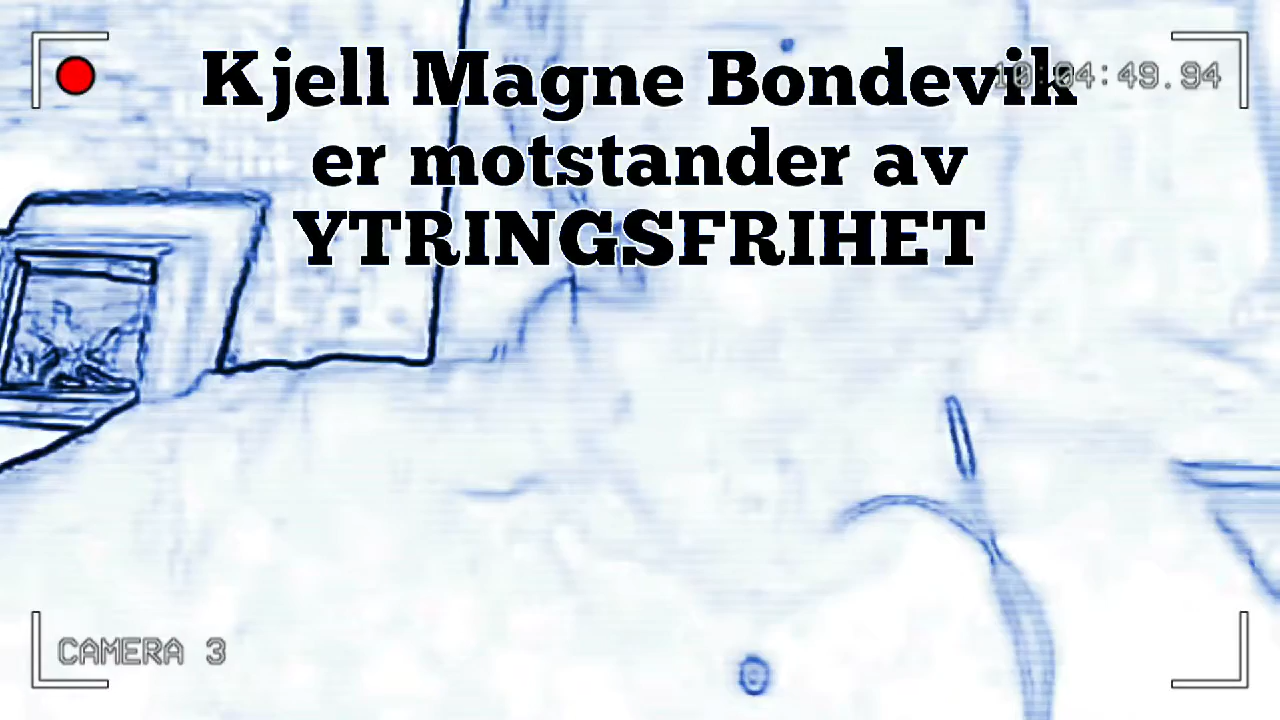 Kjell Magne Bondevik
er motstander av
YTRINGSFRIHET
CAMERA 3